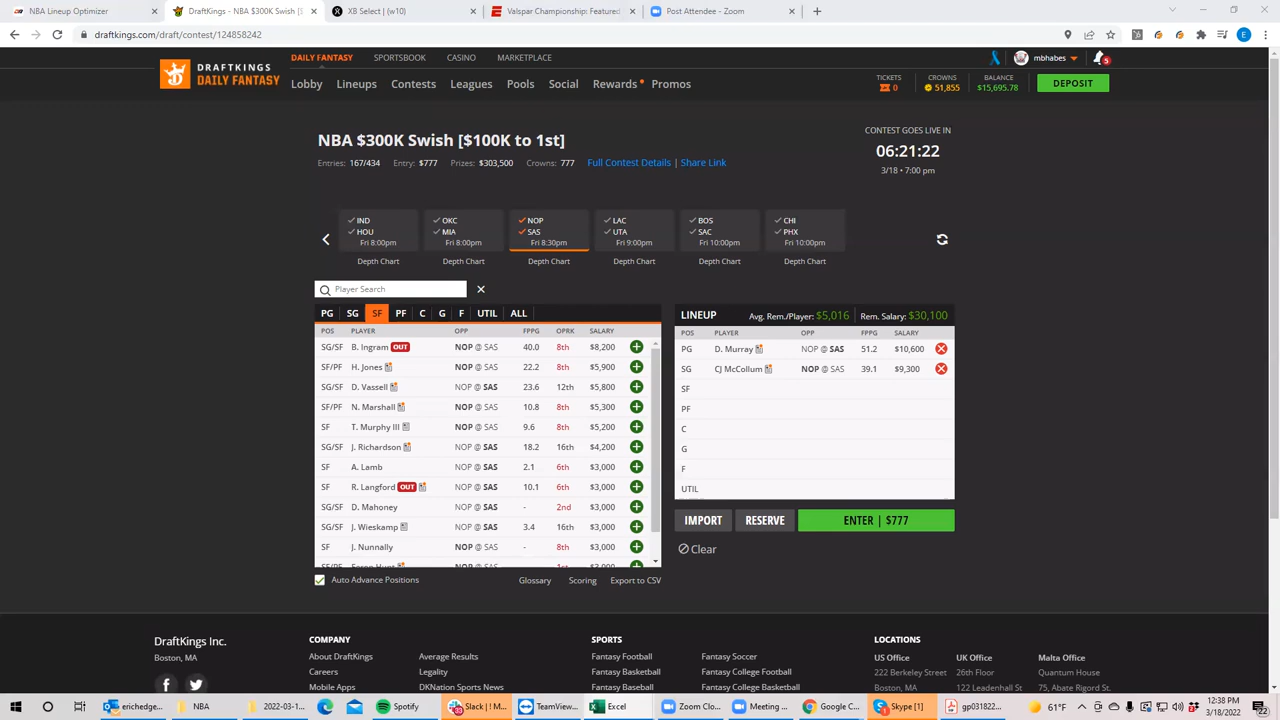 NBA Lineup Optimizer
DraftKings - NBA $300K Swish [
XB Select | (w10)
Valspar Championship: Featured
Post Attendee - Zoom
draftkings.com/draft/contest/124858242
E
DAILY FANTASY SPORTSBOOK CASINO MARKETPLACE
mbhabes
5
DRAFTKINGS
DAILY FANTASY
Lobby Lineups Contests Leagues Pools Social Rewards Promos
TICKETS
0
CROWNS
51,855
BALANCE
$15,695.78
DEPOSIT
NBA $300K Swish [$100K to 1st]
Entries: 167/434 Entry: $777 Prizes: $303,500 Crowns: 777 Full Contest Details | Share Link
CONTEST GOES LIVE IN
06:21:22
3/18 • 7:00 pm
IND
HOU
Fri 8:00pm
Depth Chart
OKC
MIA
Fri 8:00pm
Depth Chart
NOP
SAS
Fri 8:30pm
Depth Chart
LAC
UTA
Fri 9:00pm
Depth Chart
BOS
SAC
Fri 10:00pm
Depth Chart
CHI
PHX
Fri 10:00pm
Depth Chart
Player Search
PG SG SF PF C G F UTIL ALL
POS PLAYER OPP FPPG OPRK SALARY
SG/SF B. Ingram OUT NOP @ SAS 40.0 8th $8,200
SF/PF H. Jones NOP @ SAS 22.2 8th $5,900
SG/SF D. Vassell NOP @ SAS 23.6 12th $5,800
SF/PF N. Marshall NOP @ SAS 10.8 8th $5,300
SF T. Murphy III NOP @ SAS 9.6 8th $5,200
SG/SF J. Richardson NOP @ SAS 18.2 16th $4,200
SF A. Lamb NOP @ SAS 2.1 6th $3,000
SF R. Langford OUT NOP @ SAS 10.1 6th $3,000
SG/SF D. Mahoney NOP @ SAS - 2nd $3,000
SG/SF J. Wieskamp NOP @ SAS 3.4 16th $3,000
SF J. Nunnally NOP @ SAS - 8th $3,000
Auto Advance Positions Glossary Scoring Export to CSV
LINEUP Avg. Rem./Player: $5,016 Rem. Salary: $30,100
POS PLAYER OPP FPPG SALARY
PG D. Murray NOP @ SAS 51.2 $10,600
SG CJ McCollum NOP @ SAS 39.1 $9,300
SF
PF
C
G
F
UTIL
IMPORT RESERVE ENTER | $777
Clear
DraftKings Inc.
Boston, MA
COMPANY
About DraftKings
Careers
Mobile Apps
Average Results
Legality
DKNation Sports News
SPORTS
Fantasy Football
Fantasy Basketball
Fantasy Baseball
Fantasy Soccer
Fantasy College Football
Fantasy College Basketball
LOCATIONS
US Office
222 Berkeley Street
Boston, MA
UK Office
26th Floor
122 Leadenhall St
Malta Office
Quantum House
75, Abate Rigord St.
erichedge... NBA 2022-03-1... Spotify Slack | ! M... TeamView... Excel Zoom Clo... Meeting ... Google C... Skype [1] gp031822... 61°F
12:38 PM
3/18/2022
22